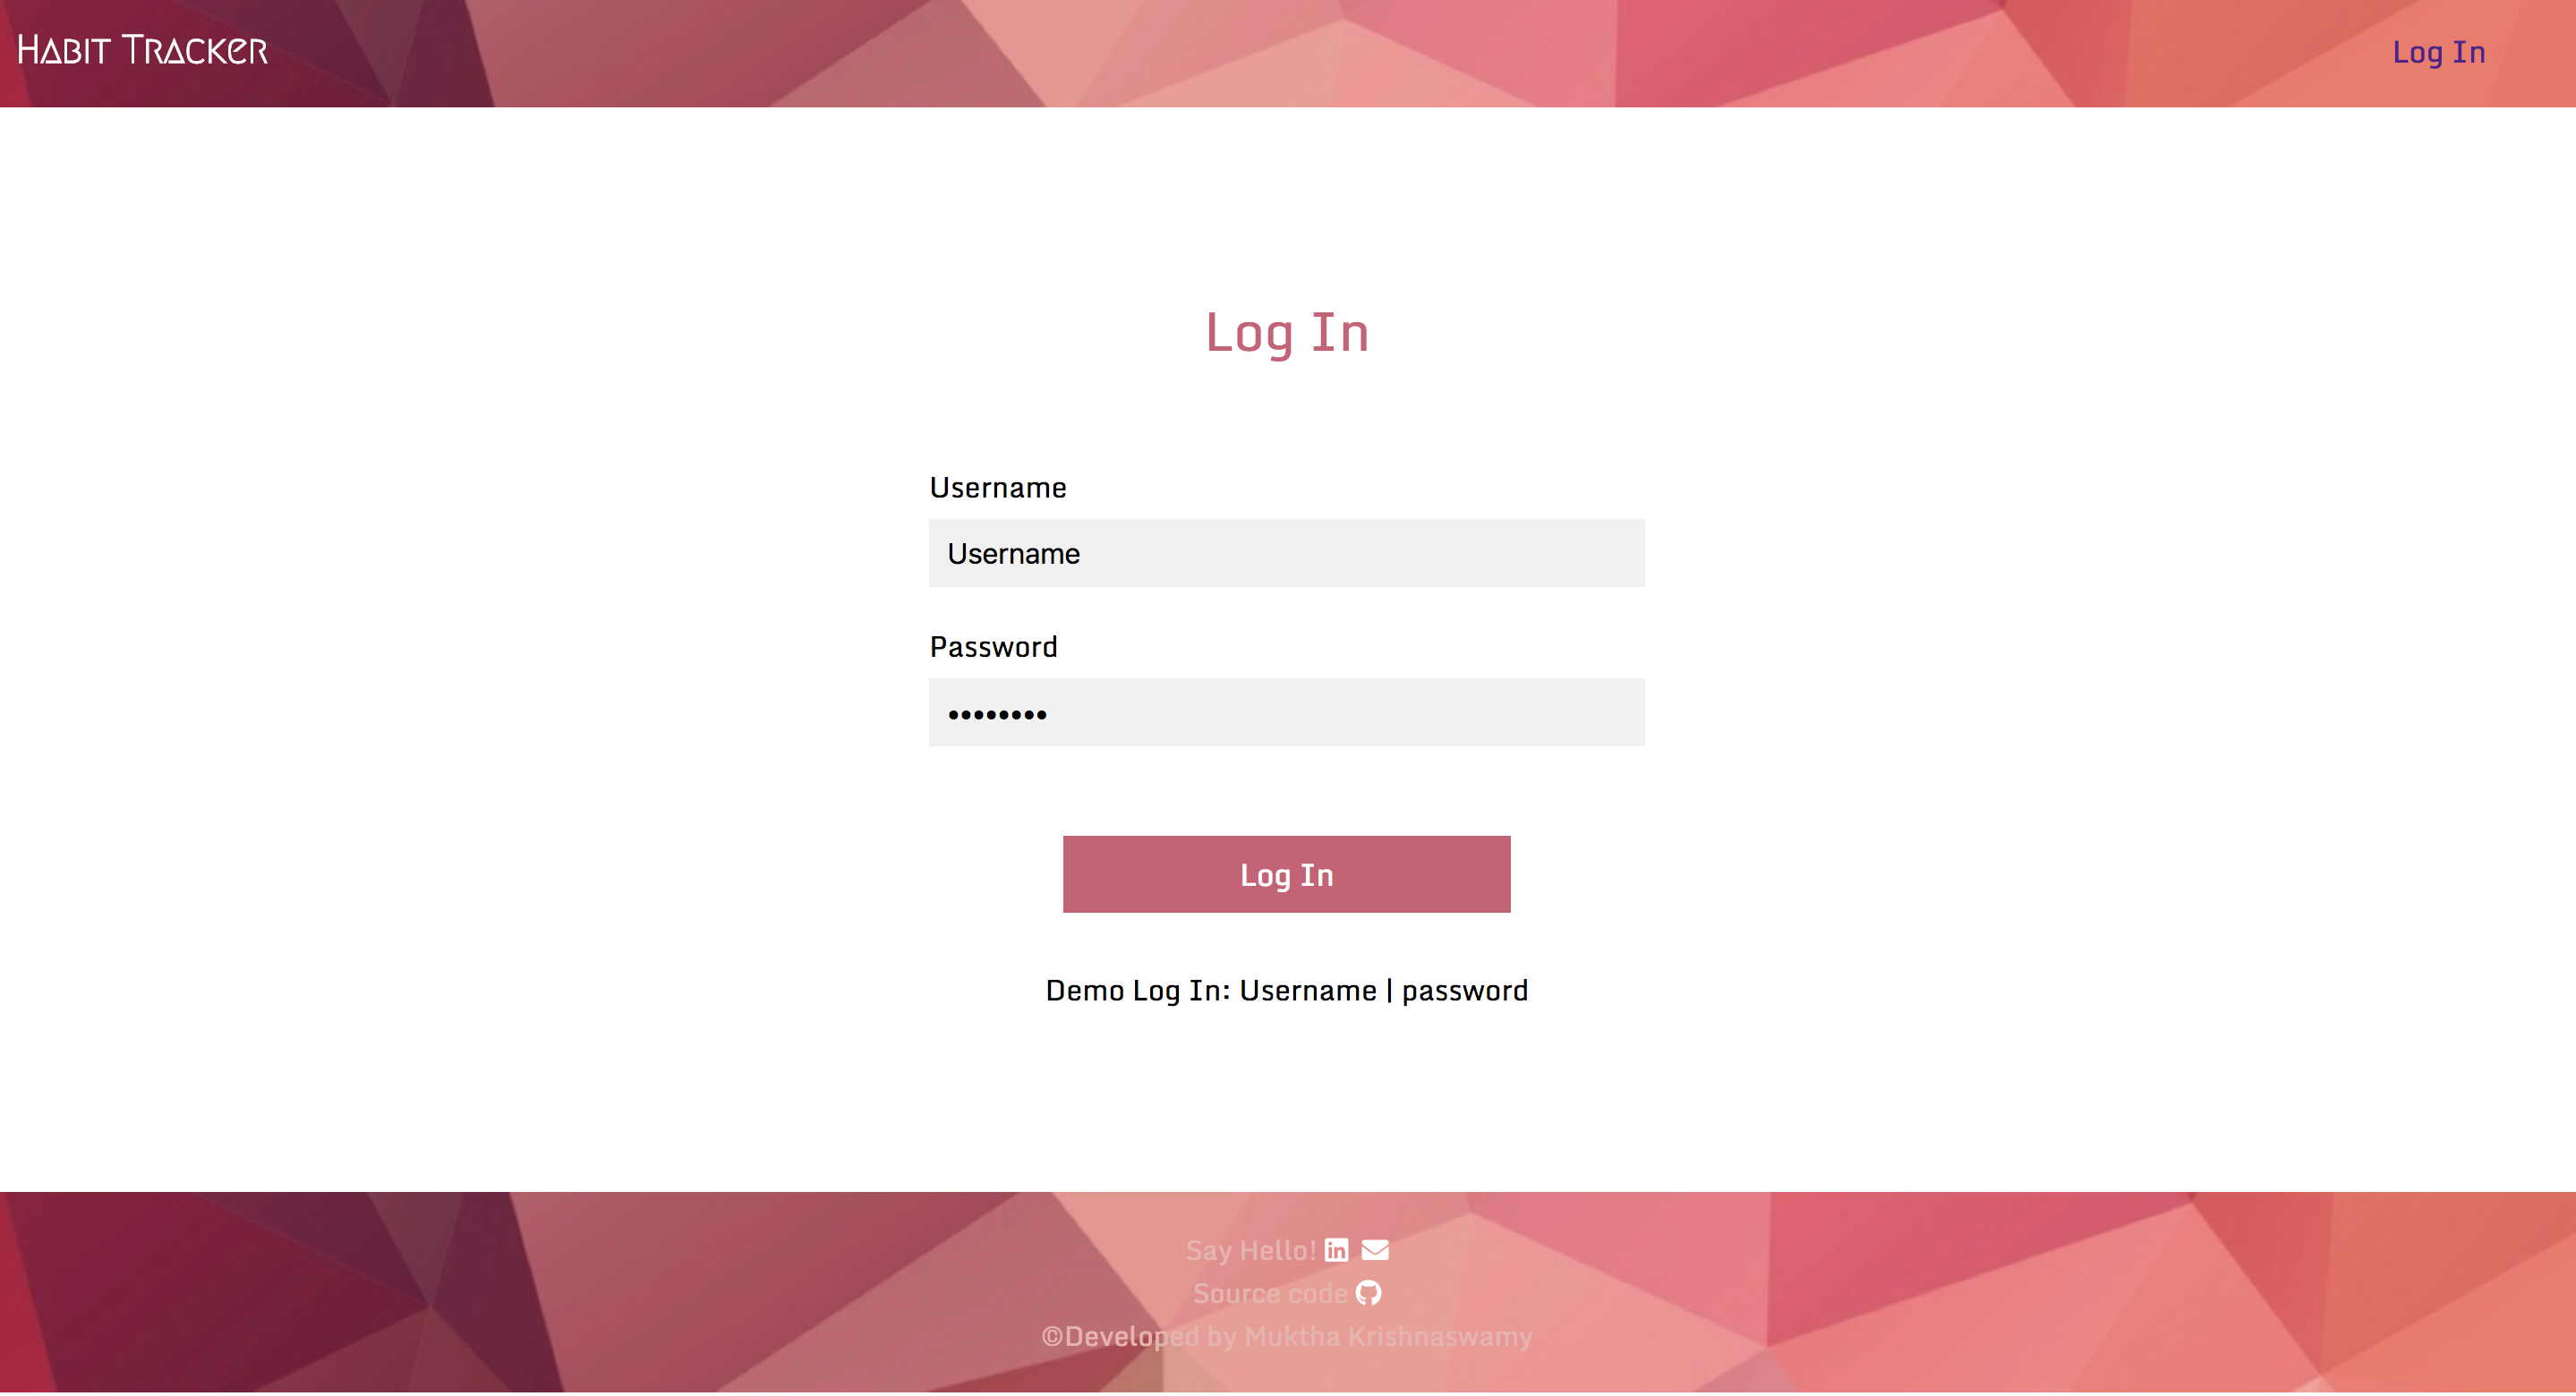 Habit Tracker
Log In
Log In
Username
Username
Password
••••••••
Log In
Demo Log In: Username | password
Say Hello!
Source code
©Developed by Muktha Krishnaswamy